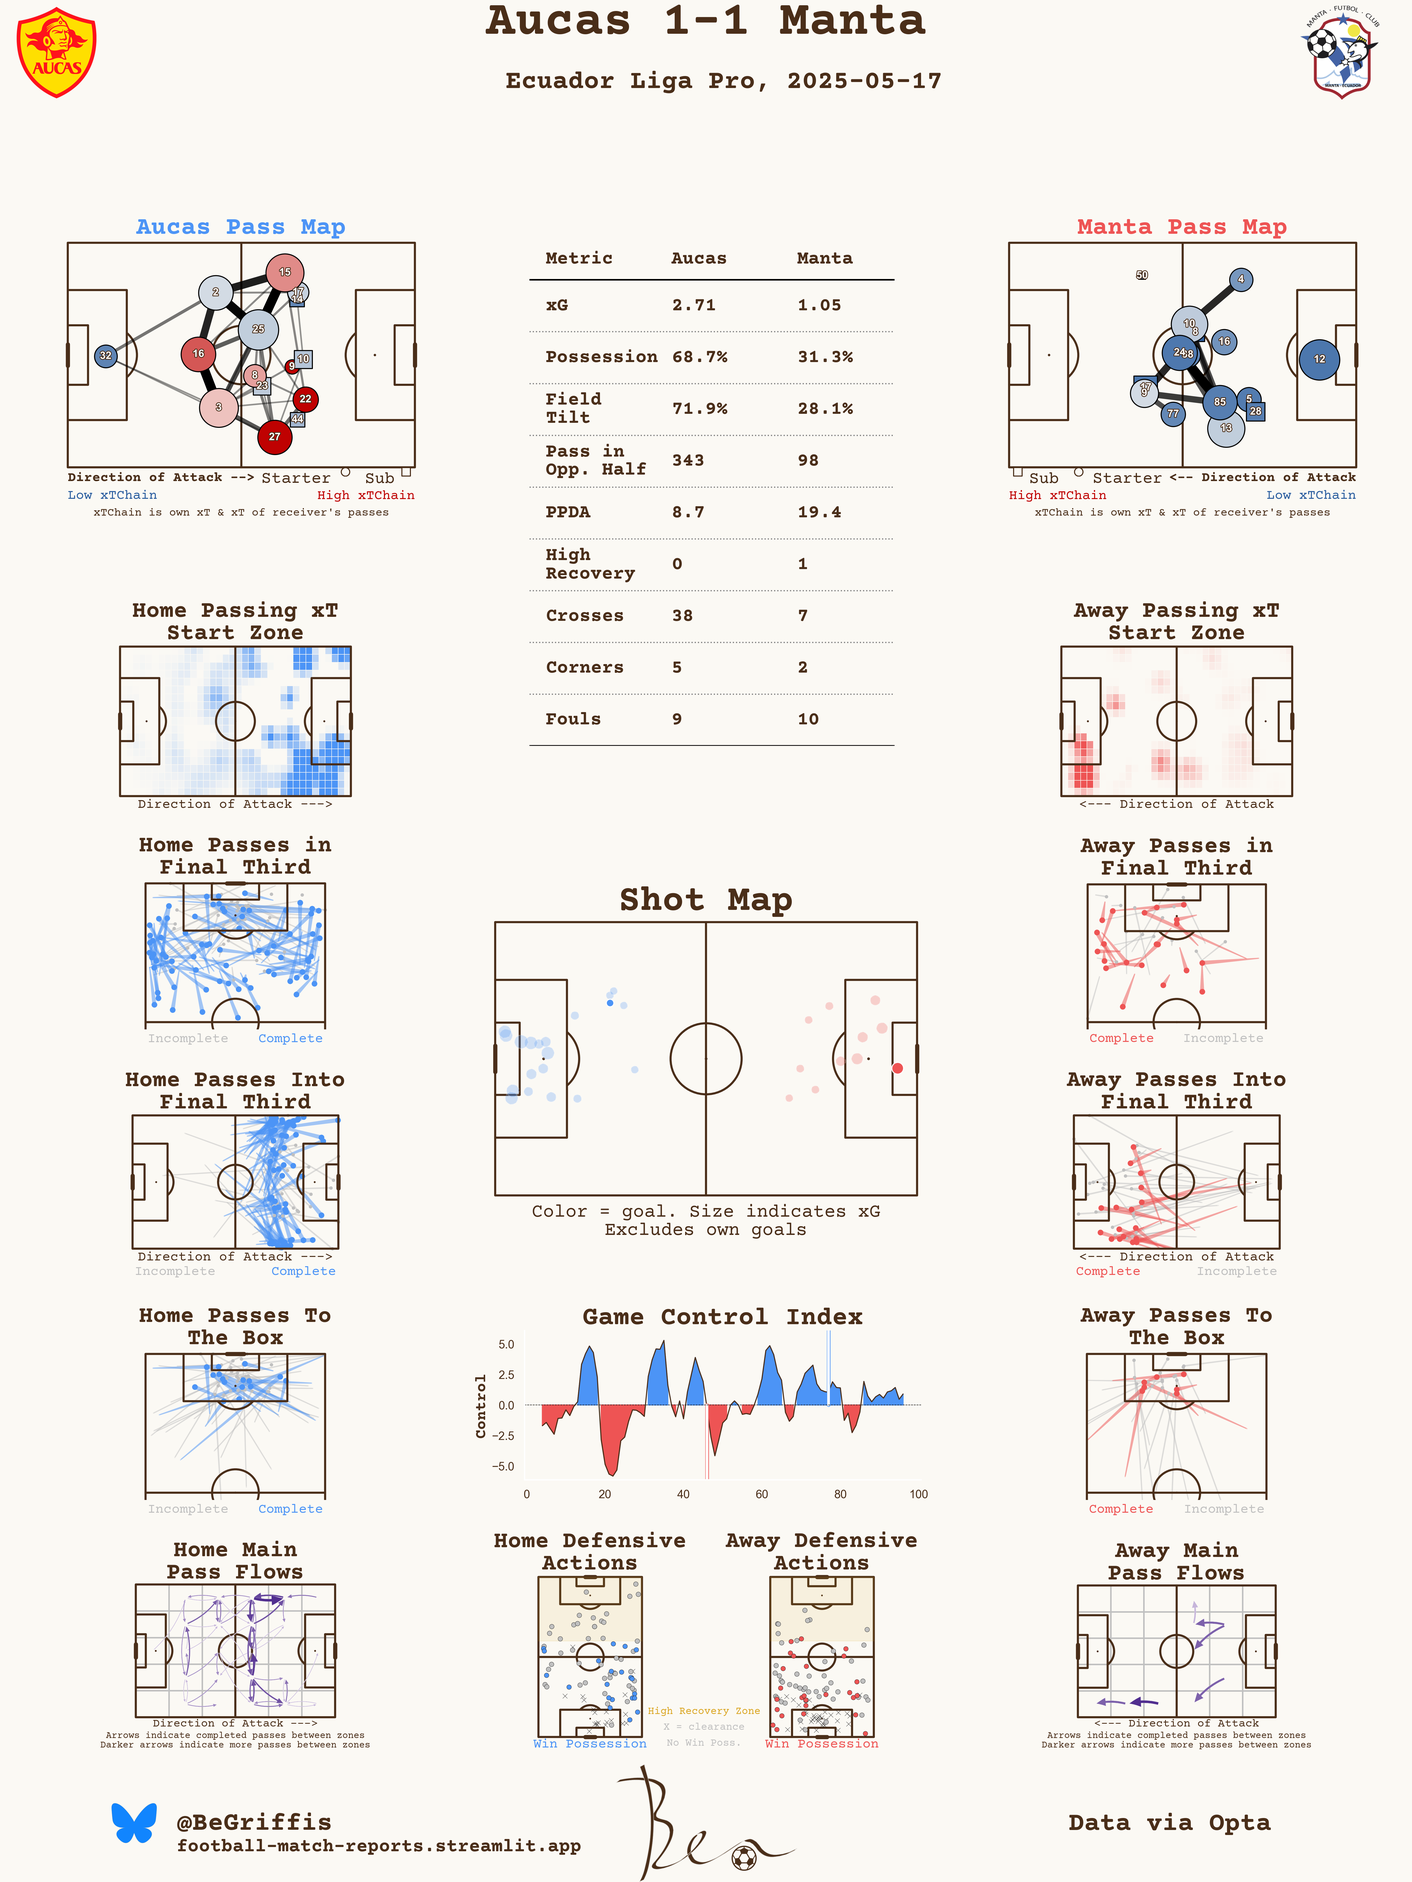 Aucas 1-1 Manta
Ecuador Liga Pro, 2025-05-17
AUCAS
MANTA · FUTBOL · CLUB
MANTA - ECUADOR
Aucas Pass Map
2
15
17
14
25
16
32
10
9
8
23
3
22
44
27
Direction of Attack -->
Starter
Sub
Low xTChain
High xTChain
xTChain is own xT & xT of receiver's passes
Metric Aucas Manta
xG 2.71 1.05
Possession 68.7% 31.3%
Field
Tilt 71.9% 28.1%
Pass in
Opp. Half 343 98
PPDA 8.7 19.4
High
Recovery 0 1
Crosses 38 7
Corners 5 2
Fouls 9 10
Manta Pass Map
50
4
10
8
16
24
12
17
9
85
5
28
77
13
Sub
Starter
<-- Direction of Attack
High xTChain
Low xTChain
xTChain is own xT & xT of receiver's passes
Home Passing xT
Start Zone
Direction of Attack --->
Away Passing xT
Start Zone
<--- Direction of Attack
Home Passes in
Final Third
Incomplete
Complete
Away Passes in
Final Third
Complete
Incomplete
Shot Map
Color = goal. Size indicates xG
Excludes own goals
Home Passes Into
Final Third
Direction of Attack --->
Incomplete
Complete
Away Passes Into
Final Third
<--- Direction of Attack
Complete
Incomplete
Home Passes To
The Box
Incomplete
Complete
Game Control Index
Control
5.0
2.5
0.0
−2.5
−5.0
0 20 40 60 80 100
Away Passes To
The Box
Complete
Incomplete
Home Main
Pass Flows
Direction of Attack --->
Arrows indicate completed passes between zones
Darker arrows indicate more passes between zones
Home Defensive
Actions
Win Possession
High Recovery Zone
X = clearance
No Win Poss.
Away Defensive
Actions
Win Possession
Away Main
Pass Flows
<--- Direction of Attack
Arrows indicate completed passes between zones
Darker arrows indicate more passes between zones
@BeGriffis
football-match-reports.streamlit.app
Ben
Data via Opta